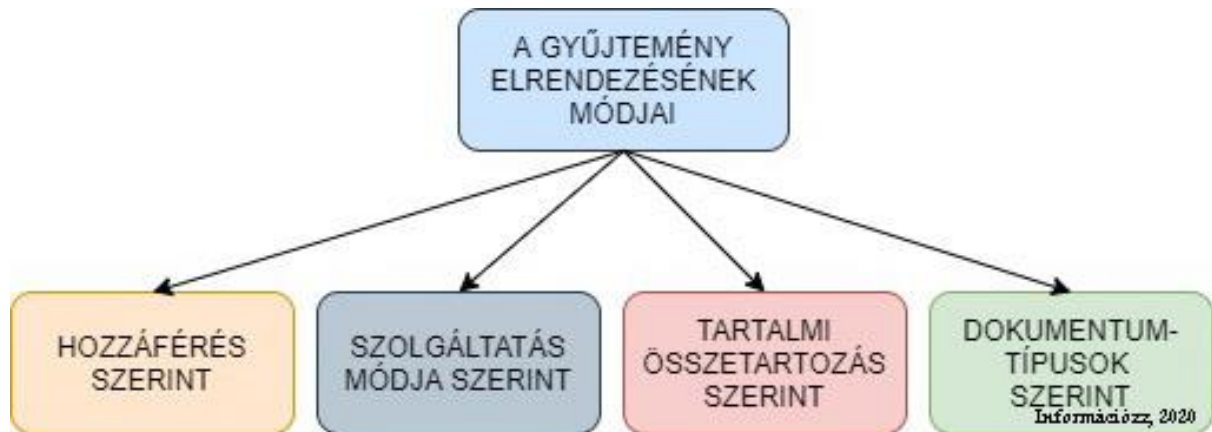 A GYŰJTEMÉNY
ELRENDEZÉSÉNEK
MÓDJAI
HOZZÁFÉRÉS
SZERINT
SZOLGÁLTATÁS
MÓDJA SZERINT
TARTALMI
ÖSSZETARTOZÁS
SZERINT
DOKUMENTUM-
TÍPUSOK
SZERINT
Információzz, 2020